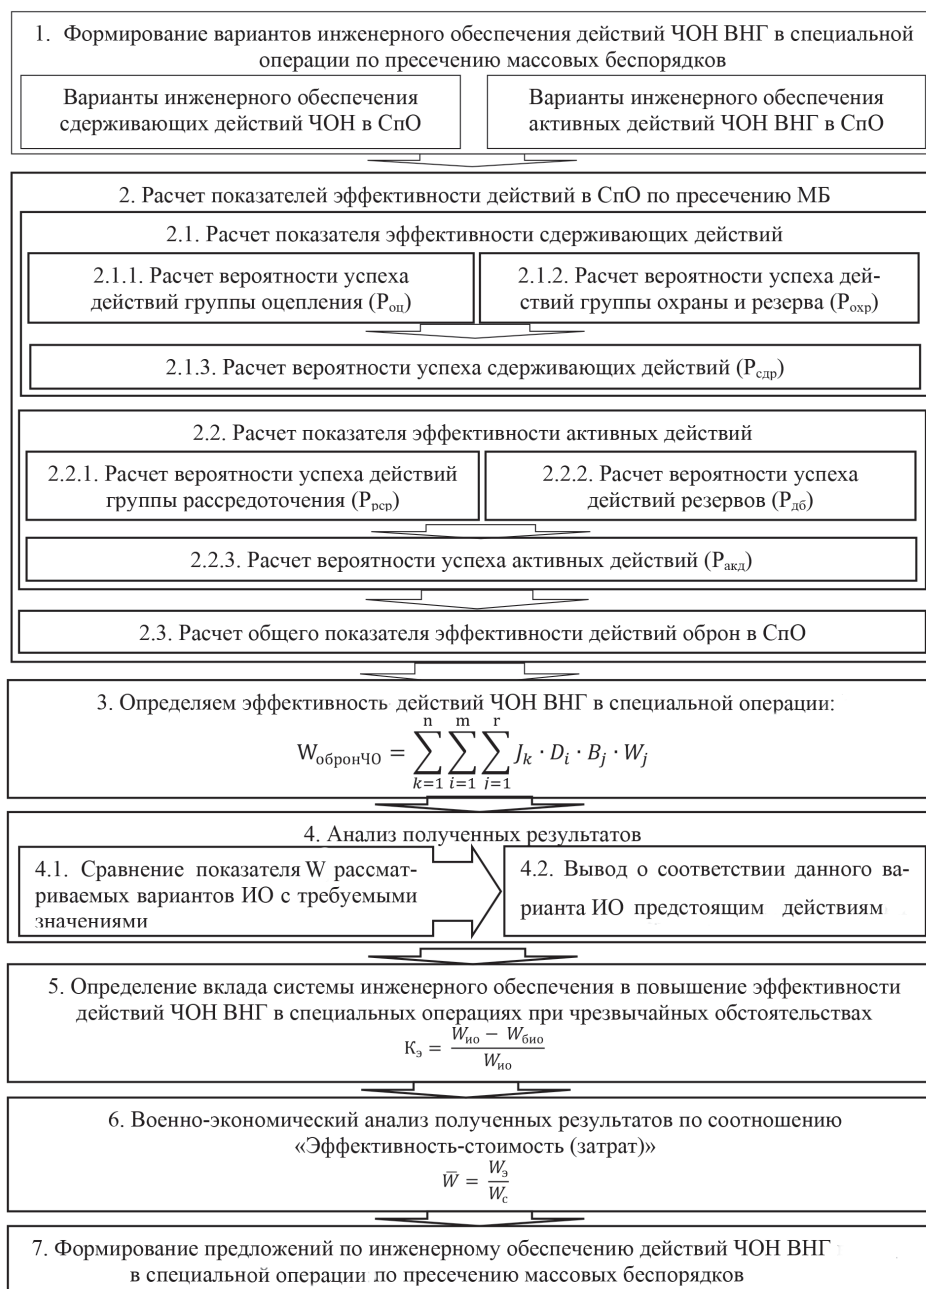 1. Формирование вариантов инженерного обеспечения действий ЧОН ВНГ в специальной
операции по пресечению массовых беспорядков
Варианты инженерного обеспечения
сдерживающих действий ЧОН в СпО
Варианты инженерного обеспечения
активных действий ЧОН ВНГ в СпО
2. Расчет показателей эффективности действий в СпО по пресечению МБ
2.1. Расчет показателя эффективности сдерживающих действий
2.1.1. Расчет вероятности успеха
действий группы оцепления (Pоц)
2.1.2. Расчет вероятности успеха дей-
ствий группы охраны и резерва (Pохр)
2.1.3. Расчет вероятности успеха сдерживающих действий (Pсдр)
2.2. Расчет показателя эффективности активных действий
2.2.1. Расчет вероятности успеха действий
группы рассредоточения (Pрср)
2.2.2. Расчет вероятности успеха
действий резервов (Pдб)
2.2.3. Расчет вероятности успеха активных действий (Pакд)
2.3. Расчет общего показателя эффективности действий оброн в СпО
3. Определяем эффективность действий ЧОН ВНГ в специальной операции:
WобронЧО = ∑_{k=1}^{n} ∑_{i=1}^{m} ∑_{j=1}^{r} J_k · D_i · B_j · W_j
4. Анализ полученных результатов
4.1. Сравнение показателя W рассмат-
риваемых вариантов ИО с требуемыми
значениями
4.2. Вывод о соответствии данного ва-
рианта ИО предстоящим действиям
5. Определение вклада системы инженерного обеспечения в повышение эффективности
действий ЧОН ВНГ в специальных операциях при чрезвычайных обстоятельствах
Kэ = (Wио − Wбио) / Wио
6. Военно-экономический анализ полученных результатов по соотношению
«Эффективность-стоимость (затрат)»
W̅ = Wэ / Wс
7. Формирование предложений по инженерному обеспечению действий ЧОН ВНГ
в специальной операции по пресечению массовых беспорядков